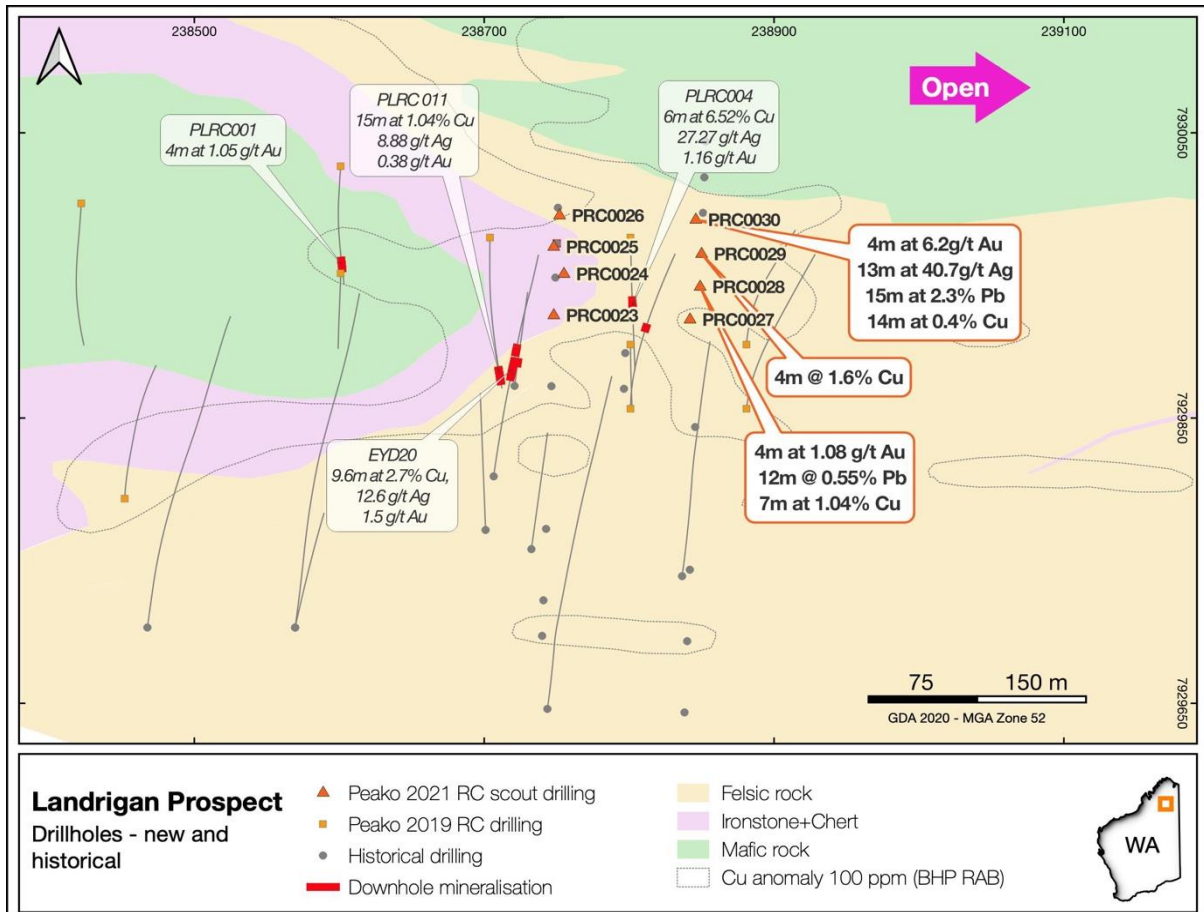 238500
238700
238900
239100
Open
7930050
7929850
7929650
PLRC001
4m at 1.05 g/t Au
PLRC 011
15m at 1.04% Cu
8.88 g/t Ag
0.38 g/t Au
PLRC004
6m at 6.52% Cu
27.27 g/t Ag
1.16 g/t Au
PRC0026
PRC0025
PRC0024
PRC0023
PRC0030
PRC0029
PRC0028
PRC0027
4m at 6.2g/t Au
13m at 40.7g/t Ag
15m at 2.3% Pb
14m at 0.4% Cu
4m @ 1.6% Cu
4m at 1.08 g/t Au
12m @ 0.55% Pb
7m at 1.04% Cu
EYD20
9.6m at 2.7% Cu,
12.6 g/t Ag
1.5 g/t Au
75 150 m
GDA 2020 - MGA Zone 52
Landrigan Prospect
Drillholes - new and
historical
Peako 2021 RC scout drilling
Peako 2019 RC drilling
Historical drilling
Downhole mineralisation
Felsic rock
Ironstone+Chert
Mafic rock
Cu anomaly 100 ppm (BHP RAB)
WA